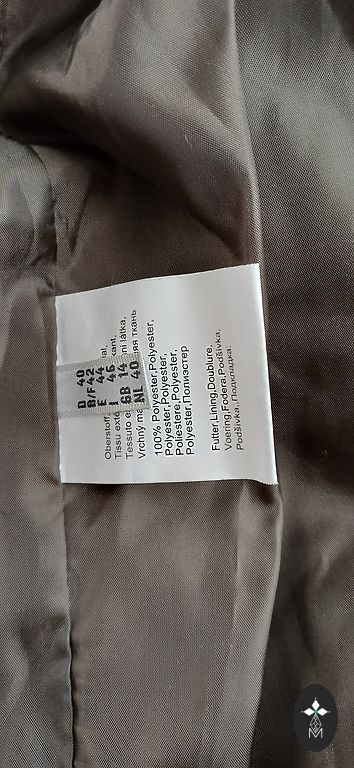 D 40
B/F 42
E 44
I 46
GB 14
NL 40
Oberstoff
Tissu
Tessuto
Vrchný
100% Polyester,Polyester,
Polyester,Polyester,
Poliestere,Polyester,
Polyester,Полиэстер
Futter,Lining,Doublure,
Voering,Fodera,Podšívka,
Podšívka,Подкладка:
M